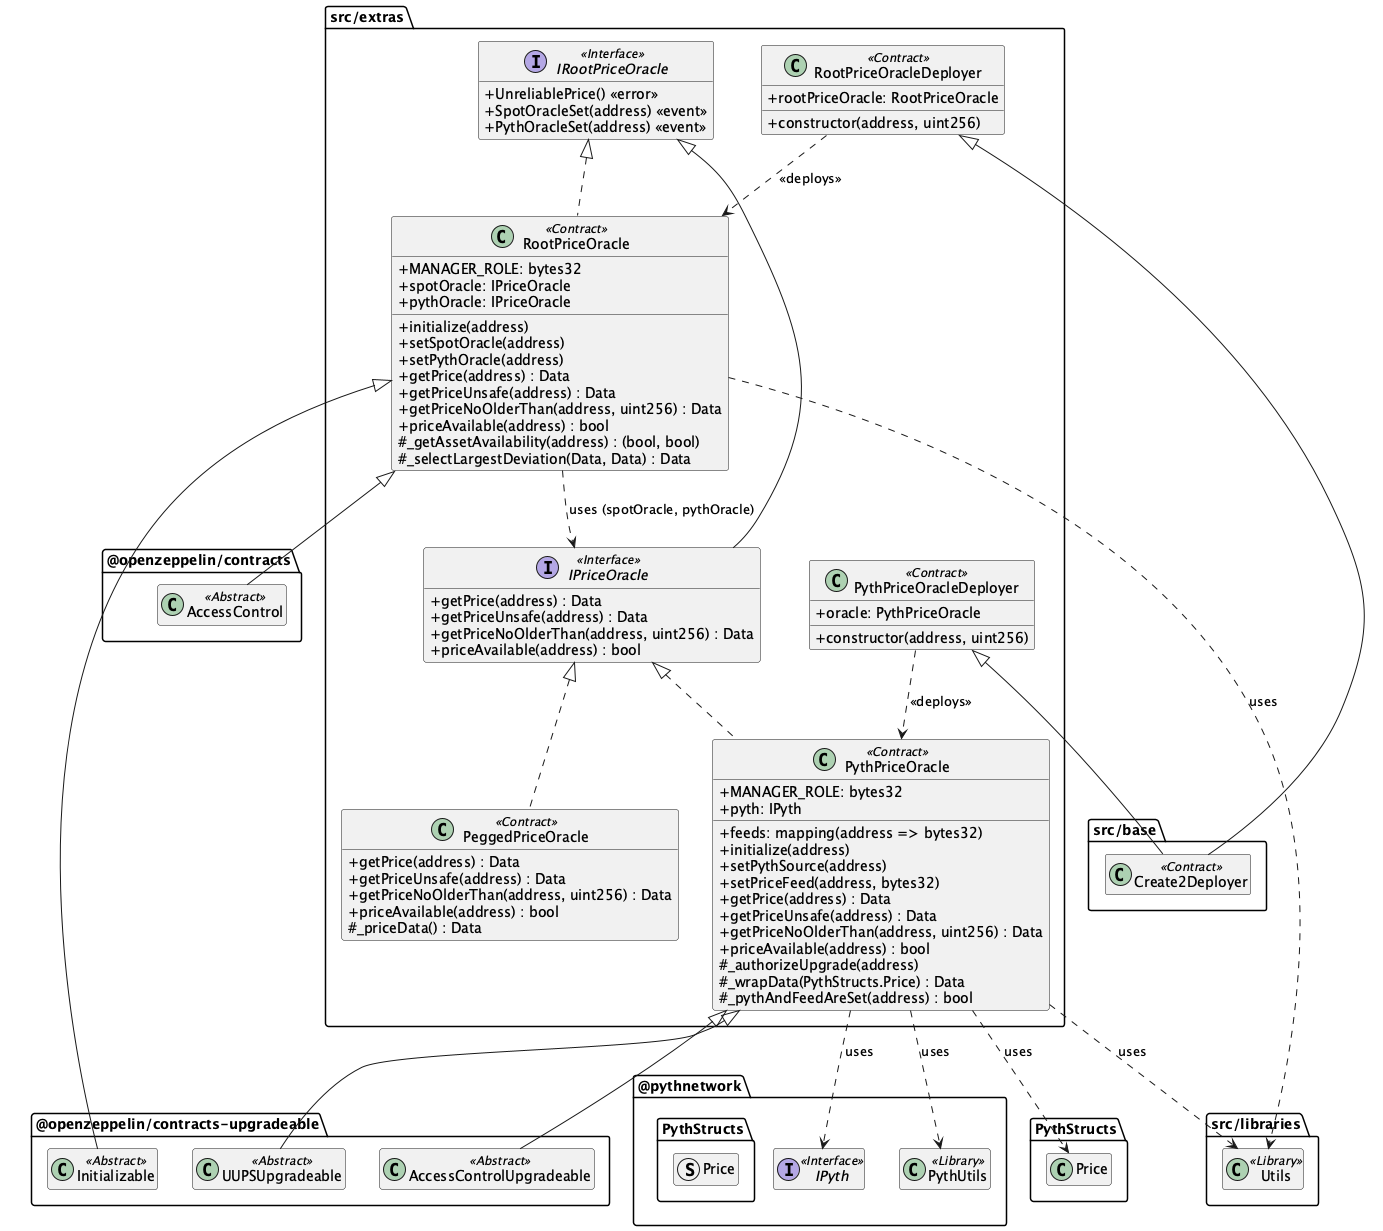 src/extras
«Interface»
I
IRootPriceOracle
+UnreliablePrice() «error»
+SpotOracleSet(address) «event»
+PythOracleSet(address) «event»
«Contract»
C
RootPriceOracleDeployer
+rootPriceOracle: RootPriceOracle
+constructor(address, uint256)
«deploys»
«Contract»
C
RootPriceOracle
+MANAGER_ROLE: bytes32
+spotOracle: IPriceOracle
+pythOracle: IPriceOracle
+initialize(address)
+setSpotOracle(address)
+setPythOracle(address)
+getPrice(address) : Data
+getPriceUnsafe(address) : Data
+getPriceNoOlderThan(address, uint256) : Data
+priceAvailable(address) : bool
#_getAssetAvailability(address) : (bool, bool)
#_selectLargestDeviation(Data, Data) : Data
uses (spotOracle, pythOracle)
@openzeppelin/contracts
«Abstract»
C
AccessControl
«Interface»
I
IPriceOracle
+getPrice(address) : Data
+getPriceUnsafe(address) : Data
+getPriceNoOlderThan(address, uint256) : Data
+priceAvailable(address) : bool
«Contract»
C
PythPriceOracleDeployer
+oracle: PythPriceOracle
+constructor(address, uint256)
«deploys»
uses
«Contract»
C
PythPriceOracle
+MANAGER_ROLE: bytes32
+pyth: IPyth
+feeds: mapping(address => bytes32)
+initialize(address)
+setPythSource(address)
+setPriceFeed(address, bytes32)
+getPrice(address) : Data
+getPriceUnsafe(address) : Data
+getPriceNoOlderThan(address, uint256) : Data
+priceAvailable(address) : bool
#_authorizeUpgrade(address)
#_wrapData(PythStructs.Price) : Data
#_pythAndFeedAreSet(address) : bool
«Contract»
C
PeggedPriceOracle
+getPrice(address) : Data
+getPriceUnsafe(address) : Data
+getPriceNoOlderThan(address, uint256) : Data
+priceAvailable(address) : bool
#_priceData() : Data
src/base
«Contract»
C
Create2Deployer
uses
uses
uses
uses
@openzeppelin/contracts-upgradeable
«Abstract»
C
Initializable
«Abstract»
C
UUPSUpgradeable
«Abstract»
C
AccessControlUpgradeable
@pythnetwork
PythStructs
S
Price
«Interface»
I
IPyth
«Library»
C
PythUtils
PythStructs
C
Price
src/libraries
«Library»
C
Utils